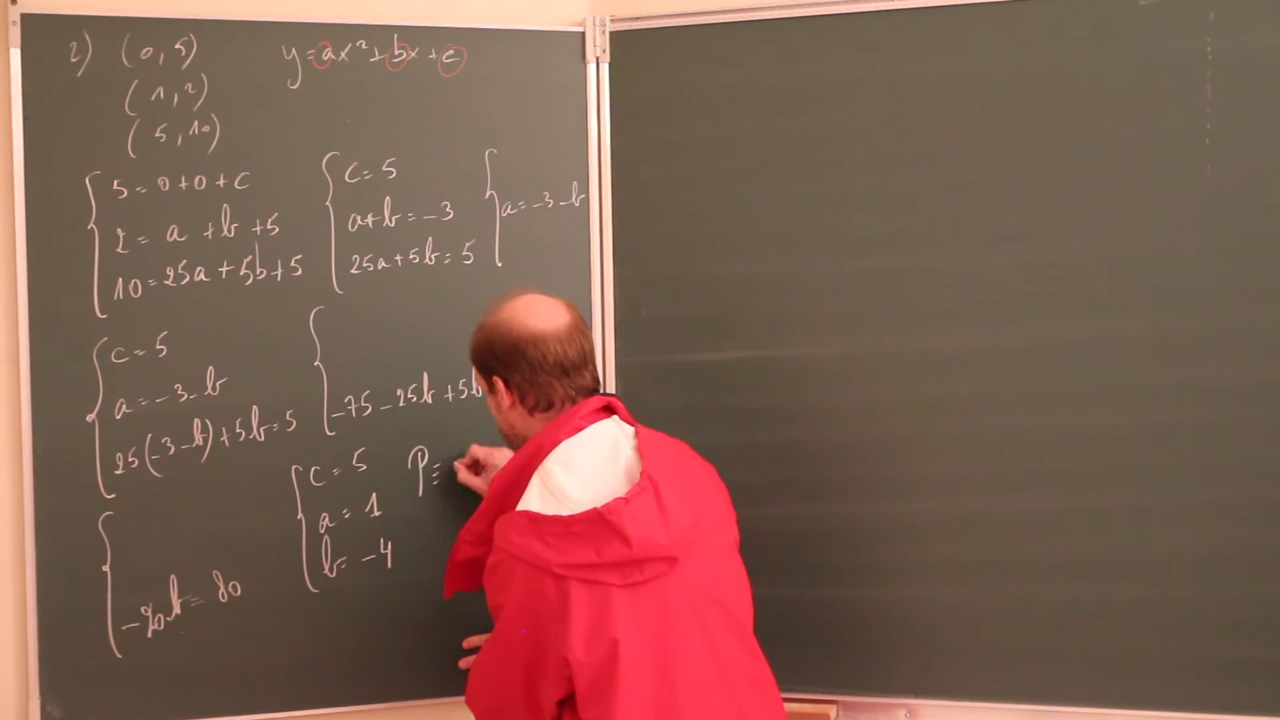 2) (0, 5) y = ax² + bx + c
(1, 2)
(5, 10)
5 = 0 + 0 + c
2 = a + b + 5
10 = 25a + 5b + 5
c = 5
a + b = -3
25a + 5b = 5
a = -3 - b
c = 5
a = -3 - b
25(-3 - b) + 5b = 5
-75 - 25b + 5b
-20b = 80
c = 5
a = 1
b = -4
P ≡